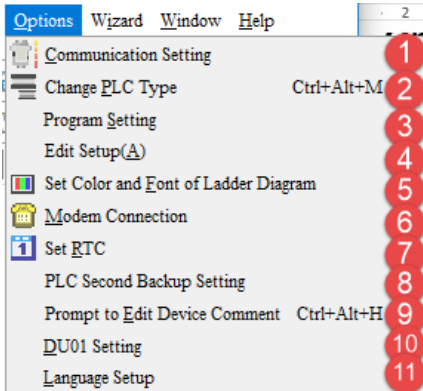 Options Wizard Window Help 2
Communication Setting 1
Change PLC Type Ctrl+Alt+M 2
Program Setting 3
Edit Setup(A) 4
Set Color and Font of Ladder Diagram 5
Modem Connection 6
1 Set RTC 7
PLC Second Backup Setting 8
Prompt to Edit Device Comment Ctrl+Alt+H 9
DU01 Setting 10
Language Setup 11